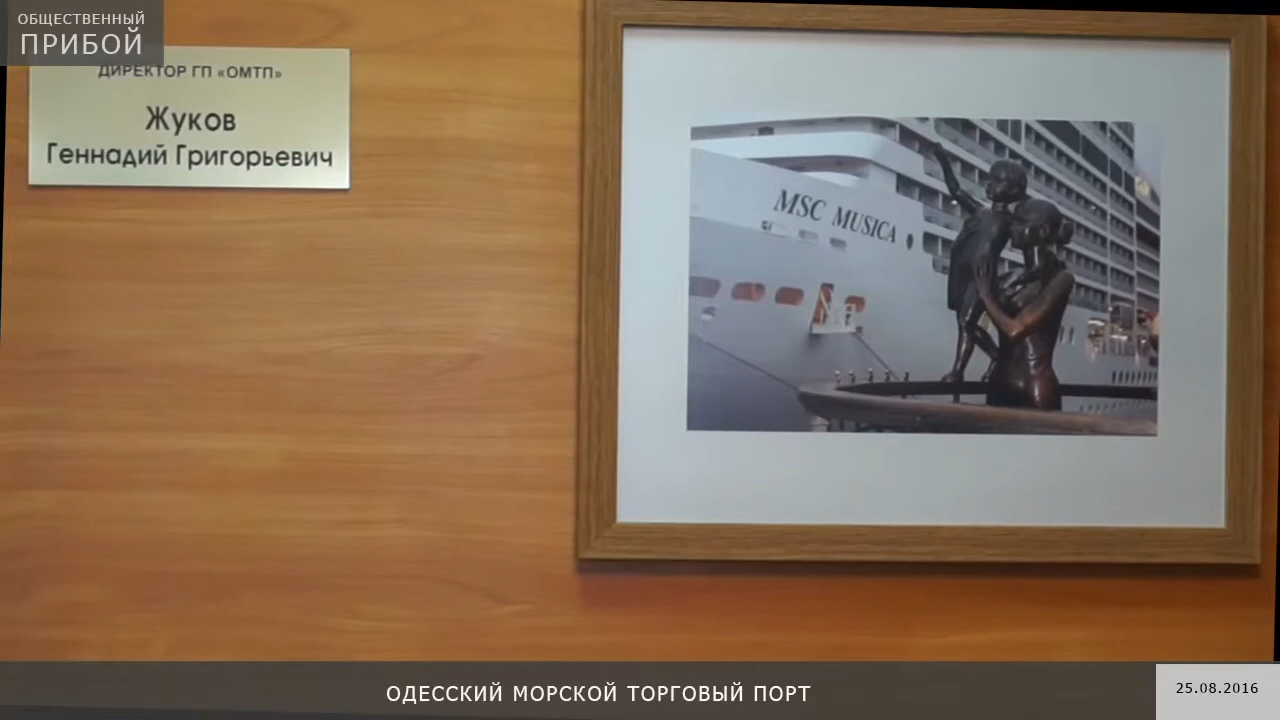 ОБЩЕСТВЕННЫЙ
ПРИБОЙ
ДИРЕКТОР ГП «ОМТП»
Жуков
Геннадий Григорьевич
MSC MUSICA
ОДЕССКИЙ МОРСКОЙ ТОРГОВЫЙ ПОРТ
25.08.2016